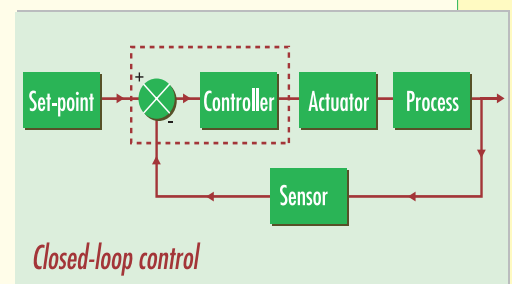 +
Set-point
Controller
Actuator
Process
-
Sensor
Closed-loop control